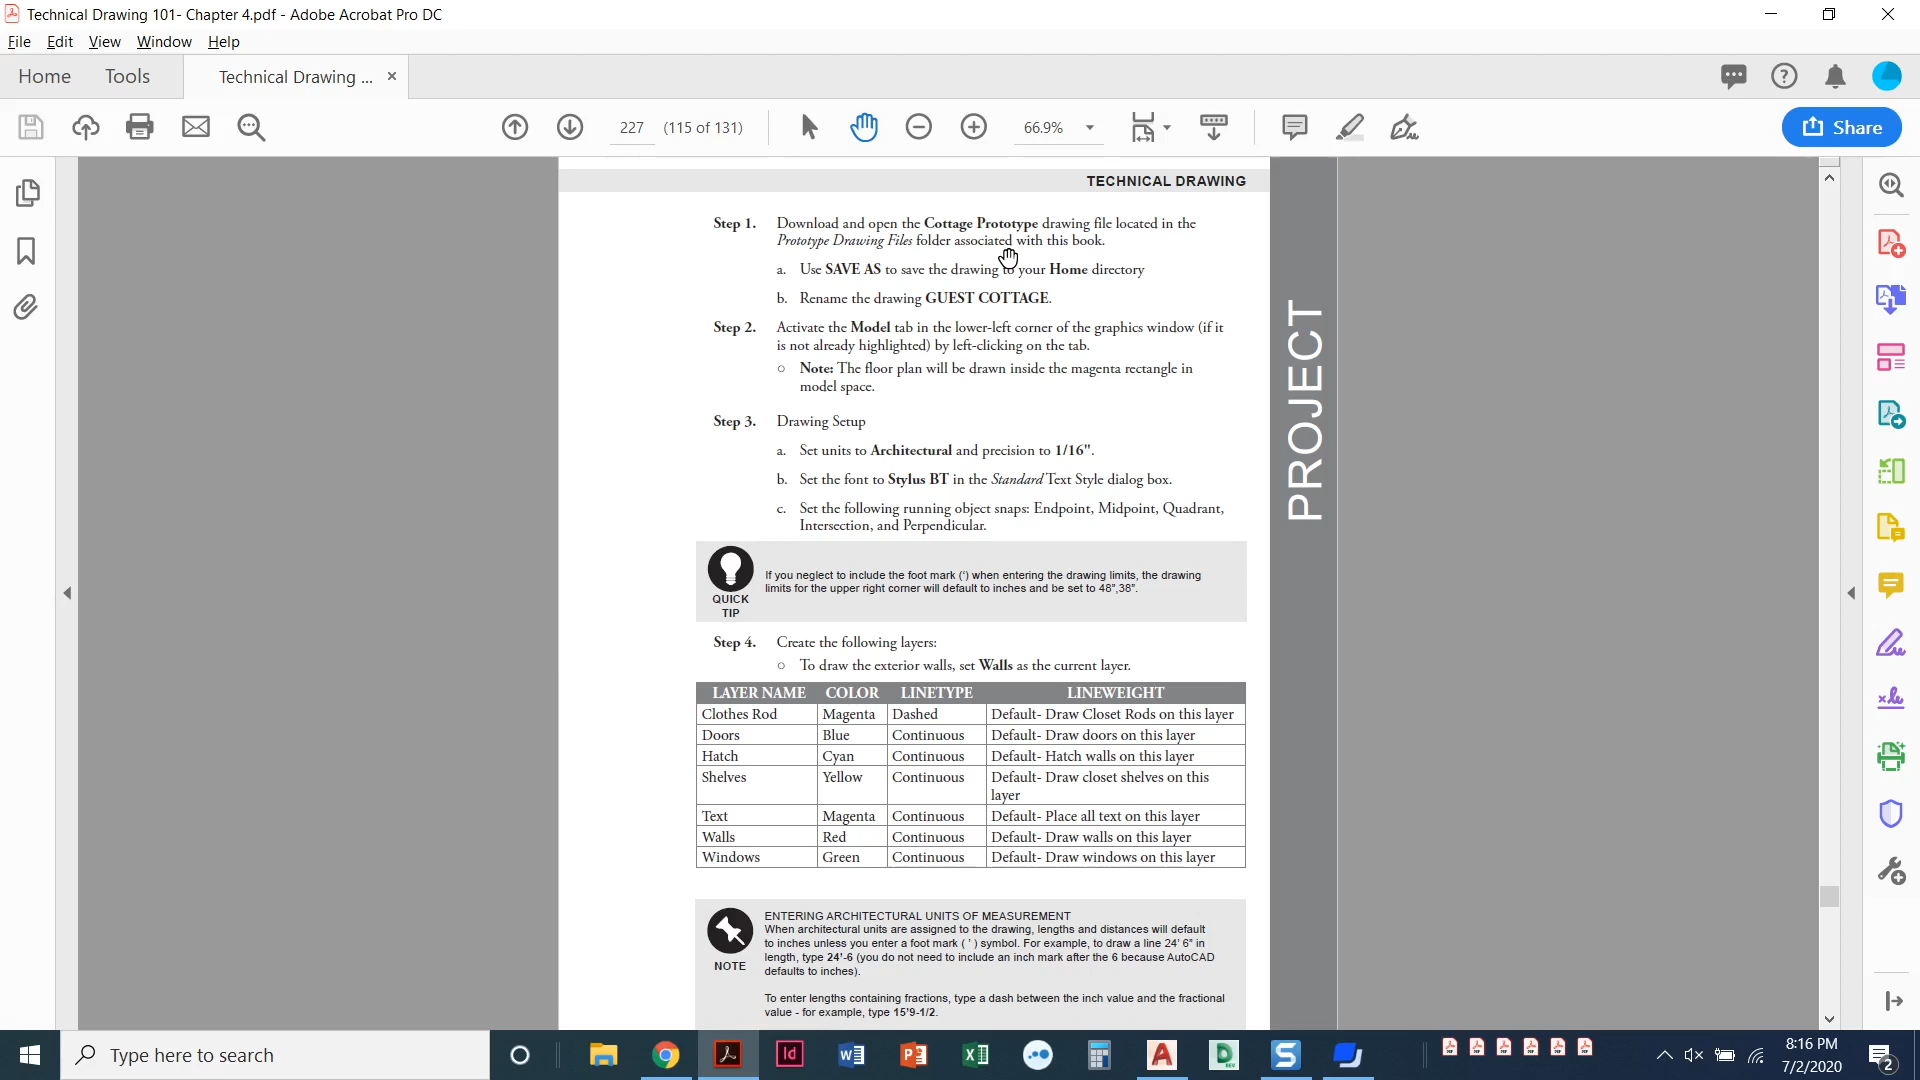 Technical Drawing 101- Chapter 4.pdf - Adobe Acrobat Pro DC
File Edit View Window Help
Home Tools Technical Drawing ... ×
227 (115 of 131) 66.9% Share
TECHNICAL DRAWING
Step 1. Download and open the Cottage Prototype drawing file located in the
Prototype Drawing Files folder associated with this book.
a. Use SAVE AS to save the drawing to your Home directory
b. Rename the drawing GUEST COTTAGE.
Step 2. Activate the Model tab in the lower-left corner of the graphics window (if it
is not already highlighted) by left-clicking on the tab.
○ Note: The floor plan will be drawn inside the magenta rectangle in
model space.
Step 3. Drawing Setup
a. Set units to Architectural and precision to 1/16".
b. Set the font to Stylus BT in the Standard Text Style dialog box.
c. Set the following running object snaps: Endpoint, Midpoint, Quadrant,
Intersection, and Perpendicular.
PROJECT
If you neglect to include the foot mark (‘) when entering the drawing limits, the drawing
limits for the upper right corner will default to inches and be set to 48”,38”.
QUICK
TIP
Step 4. Create the following layers:
○ To draw the exterior walls, set Walls as the current layer.
LAYER NAME COLOR LINETYPE LINEWEIGHT
Clothes Rod Magenta Dashed Default- Draw Closet Rods on this layer
Doors Blue Continuous Default- Draw doors on this layer
Hatch Cyan Continuous Default- Hatch walls on this layer
Shelves Yellow Continuous Default- Draw closet shelves on this
layer
Text Magenta Continuous Default- Place all text on this layer
Walls Red Continuous Default- Draw walls on this layer
Windows Green Continuous Default- Draw windows on this layer
ENTERING ARCHITECTURAL UNITS OF MEASUREMENT
When architectural units are assigned to the drawing, lengths and distances will default
to inches unless you enter a foot mark ( ’ ) symbol. For example, to draw a line 24’ 6” in
length, type 24’-6 (you do not need to include an inch mark after the 6 because AutoCAD
defaults to inches).
NOTE
To enter lengths containing fractions, type a dash between the inch value and the fractional
value - for example, type 15’9-1/2.
Type here to search
8:16 PM
7/2/2020
2